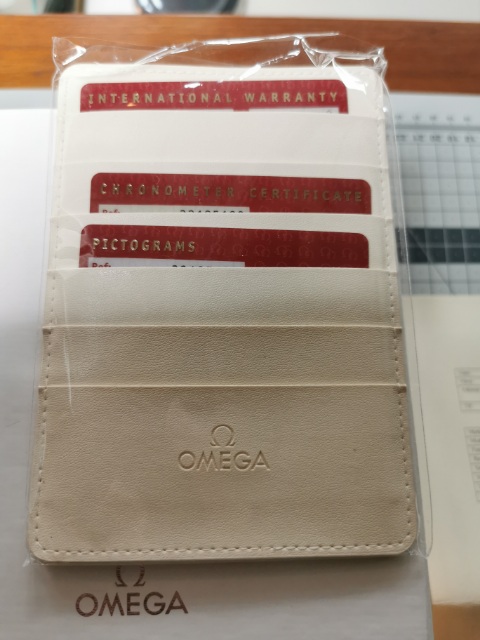 INTERNATIONAL WARRANTY
CHRONOMETER CERTIFICATE
PICTOGRAMS
Ω
OMEGA
Ω
OMEGA